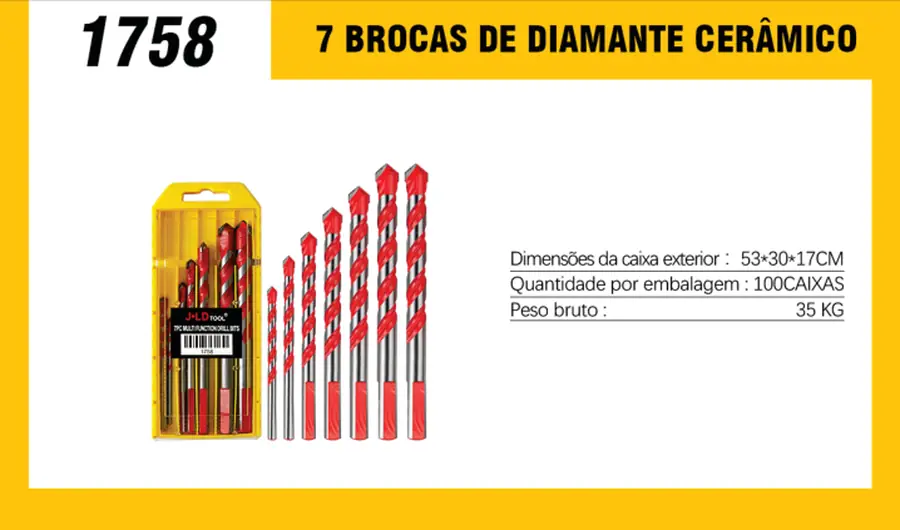 1758
7 BROCAS DE DIAMANTE CERÂMICO
Dimensões da caixa exterior : 53*30*17CM
Quantidade por embalagem : 100CAIXAS
Peso bruto : 35 KG
J·LD TOOL®
7PC MULTI FUNCTION DRILL BITS
1758